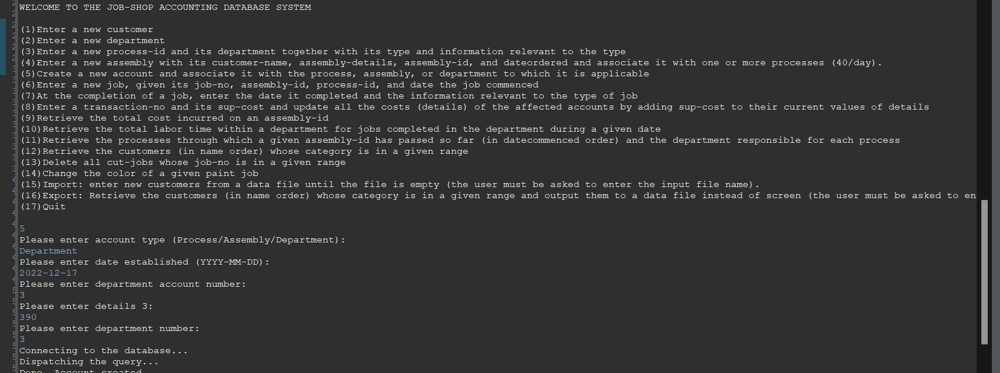 WELCOME TO THE JOB-SHOP ACCOUNTING DATABASE SYSTEM
(1)Enter a new customer
(2)Enter a new department
(3)Enter a new process-id and its department together with its type and information relevant to the type
(4)Enter a new assembly with its customer-name, assembly-details, assembly-id, and dateordered and associate it with one or more processes (40/day).
(5)Create a new account and associate it with the process, assembly, or department to which it is applicable
(6)Enter a new job, given its job-no, assembly-id, process-id, and date the job commenced
(7)At the completion of a job, enter the date it completed and the information relevant to the type of job
(8)Enter a transaction-no and its sup-cost and update all the costs (details) of the affected accounts by adding sup-cost to their current values of details
(9)Retrieve the total cost incurred on an assembly-id
(10)Retrieve the total labor time within a department for jobs completed in the department during a given date
(11)Retrieve the processes through which a given assembly-id has passed so far (in datecommenced order) and the department responsible for each process
(12)Retrieve the customers (in name order) whose category is in a given range
(13)Delete all cut-jobs whose job-no is in a given range
(14)Change the color of a given paint job
(15)Import: enter new customers from a data file until the file is empty (the user must be asked to enter the input file name).
(16)Export: Retrieve the customers (in name order) whose category is in a given range and output them to a data file instead of screen (the user must be asked to en
(17)Quit
5
Please enter account type (Process/Assembly/Department):
Department
Please enter date established (YYYY-MM-DD):
2022-12-17
Please enter department account number:
3
Please enter details 3:
390
Please enter department number:
3
Connecting to the database...
Dispatching the query...
Done. Account created